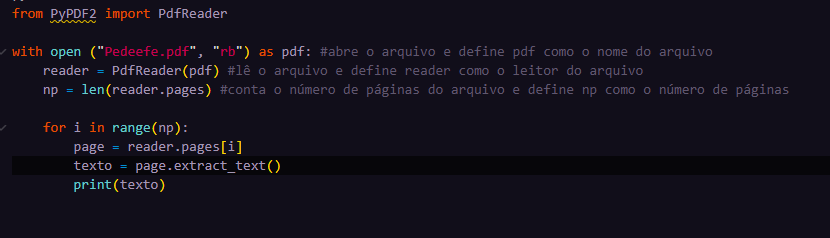 from PyPDF2 import PdfReader
with open ("Pedeefe.pdf", "rb") as pdf: #abre o arquivo e define pdf como o nome do arquivo
reader = PdfReader(pdf) #lê o arquivo e define reader como o leitor do arquivo
np = len(reader.pages) #conta o número de páginas do arquivo e define np como o número de páginas
for i in range(np):
page = reader.pages[i]
texto = page.extract_text()
print(texto)